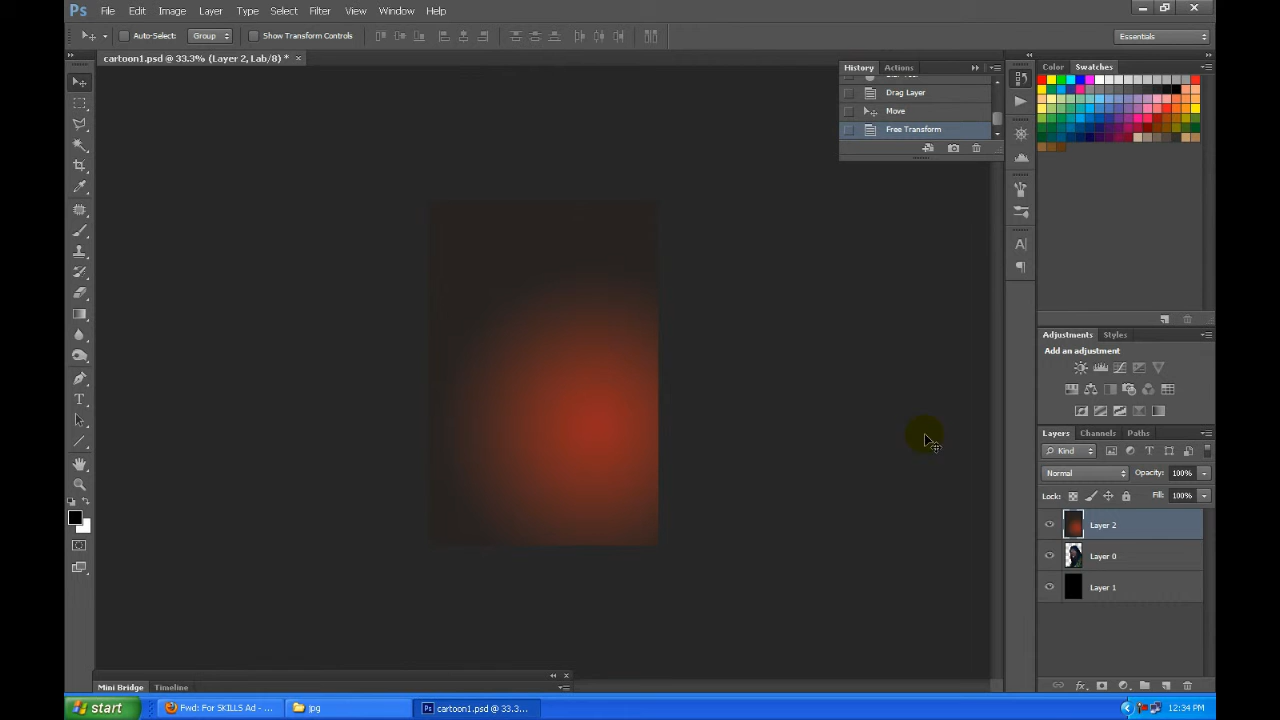 Ps File Edit Image Layer Type Select Filter View Window Help
Auto-Select: Group Show Transform Controls Essentials
cartoon1.psd @ 33.3% (Layer 2, Lab/8) * ×
History Actions
Drag Layer
Move
Free Transform
Color Swatches
Adjustments Styles
Add an adjustment
Layers Channels Paths
Kind
Normal Opacity: 100%
Lock: Fill: 100%
Layer 2
Layer 0
Layer 1
Mini Bridge Timeline
start Fwd: For SKILLS Ad - ... jpg Ps cartoon1.psd @ 33.3... 12:34 PM